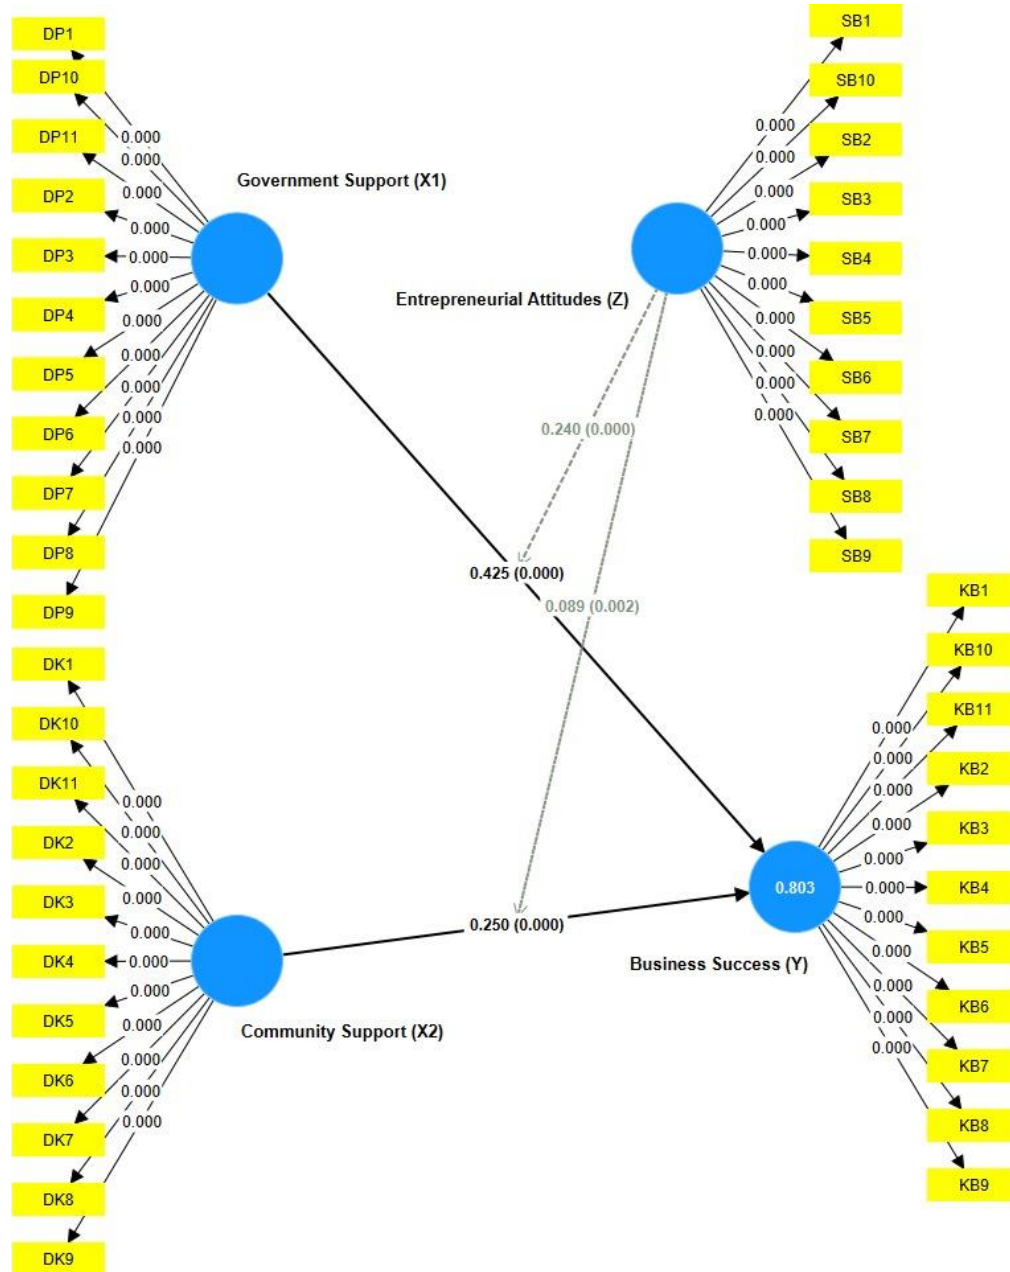 DP1
DP10
DP11
DP2
DP3
DP4
DP5
DP6
DP7
DP8
DP9
0.000
0.000
0.000
0.000
0.000
0.000
0.000
0.000
0.000
0.000
0.000
Government Support (X1)
SB1
SB10
SB2
SB3
SB4
SB5
SB6
SB7
SB8
SB9
0.000
0.000
0.000
0.000
0.000
0.000
0.000
0.000
0.000
0.000
Entrepreneurial Attitudes (Z)
0.240 (0.000)
0.425 (0.000)
0.089 (0.002)
DK1
DK10
DK11
DK2
DK3
DK4
DK5
DK6
DK7
DK8
DK9
0.000
0.000
0.000
0.000
0.000
0.000
0.000
0.000
0.000
0.000
0.000
Community Support (X2)
0.250 (0.000)
0.803
Business Success (Y)
KB1
KB10
KB11
KB2
KB3
KB4
KB5
KB6
KB7
KB8
KB9
0.000
0.000
0.000
0.000
0.000
0.000
0.000
0.000
0.000
0.000
0.000